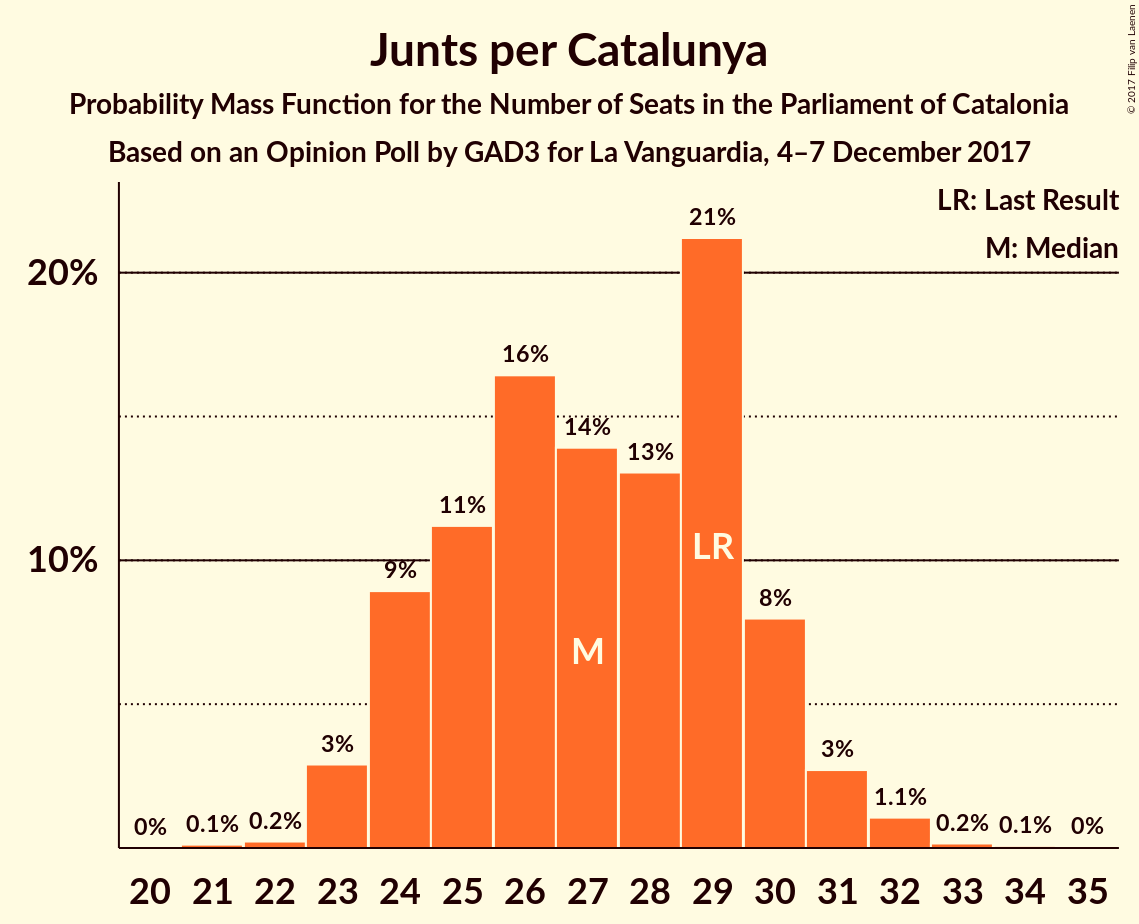 Junts per Catalunya
Probability Mass Function for the Number of Seats in the Parliament of Catalonia
Based on an Opinion Poll by GAD3 for La Vanguardia, 4–7 December 2017
© 2017 Filip van Laenen
LR: Last Result
M: Median
20%
10%
0%
0.1%
0.2%
3%
9%
11%
16%
14%
13%
21%
8%
3%
1.1%
0.2%
0.1%
0%
M
LR
20 21 22 23 24 25 26 27 28 29 30 31 32 33 34 35